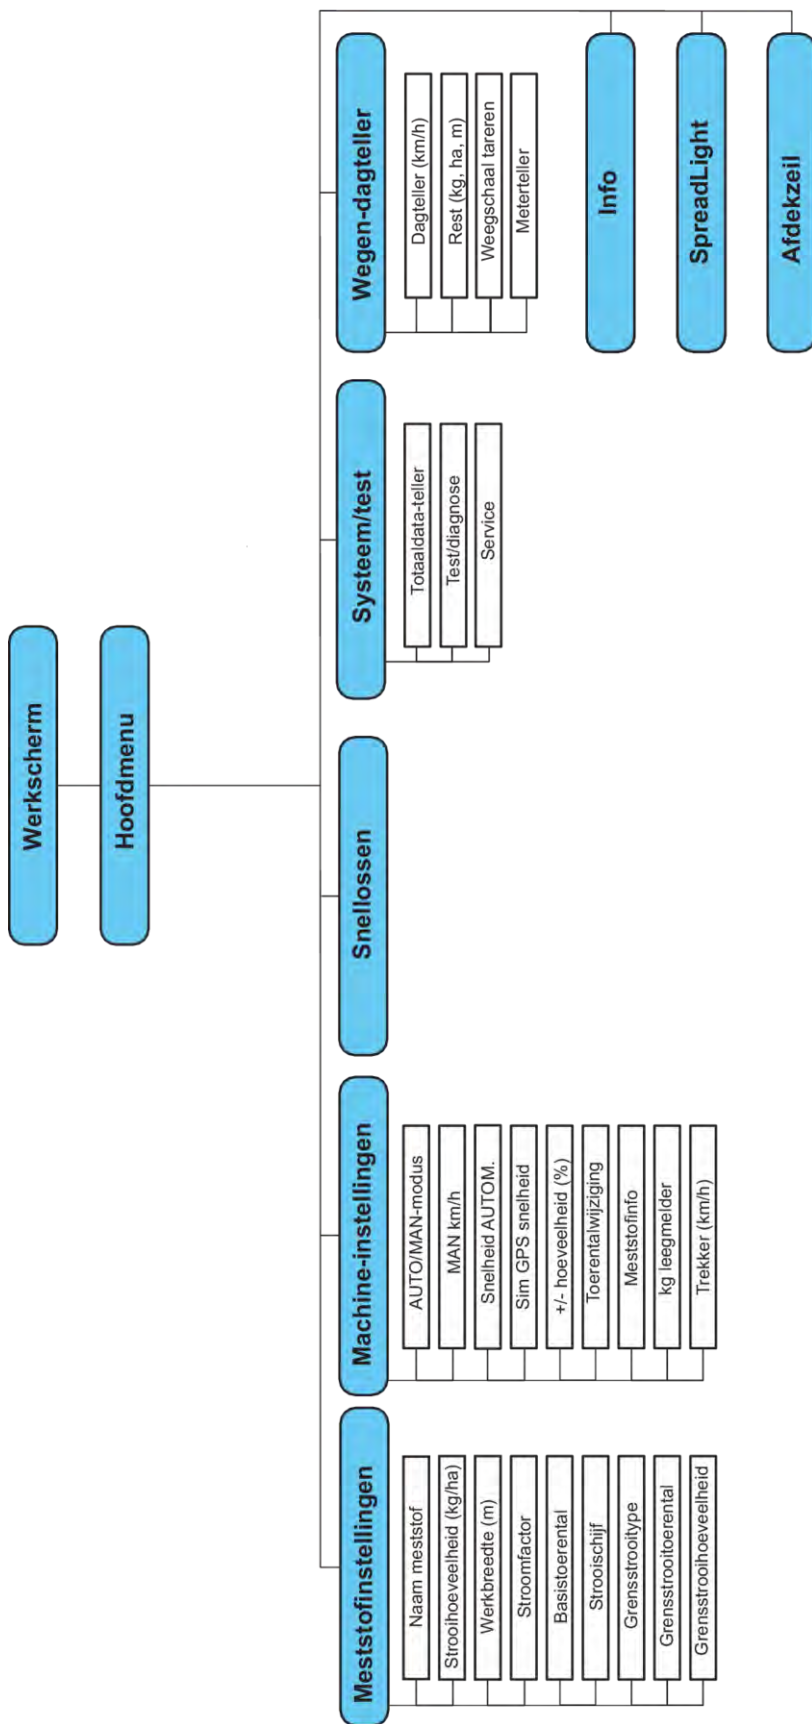 Werkscherm
Hoofdmenu
Meststofinstellingen
Naam meststof
Strooihoeveelheid (kg/ha)
Werkbreedte (m)
Stroomfactor
Basistoerental
Strooischijf
Grensstrooitype
Grensstrooitoerental
Grensstrooihoeveelheid
Machine-instellingen
AUTO/MAN-modus
MAN km/h
Snelheid AUTOM.
Sim GPS snelheid
+/- hoeveelheid (%)
Toerentalwijziging
Meststofinfo
kg leegmelder
Trekker (km/h)
Snellossen
Systeem/test
Totaaldata-teller
Test/diagnose
Service
Wegen-dagteller
Dagteller (km/h)
Rest (kg, ha, m)
Weegschaal tareren
Meterteller
Info
SpreadLight
Afdekzeil